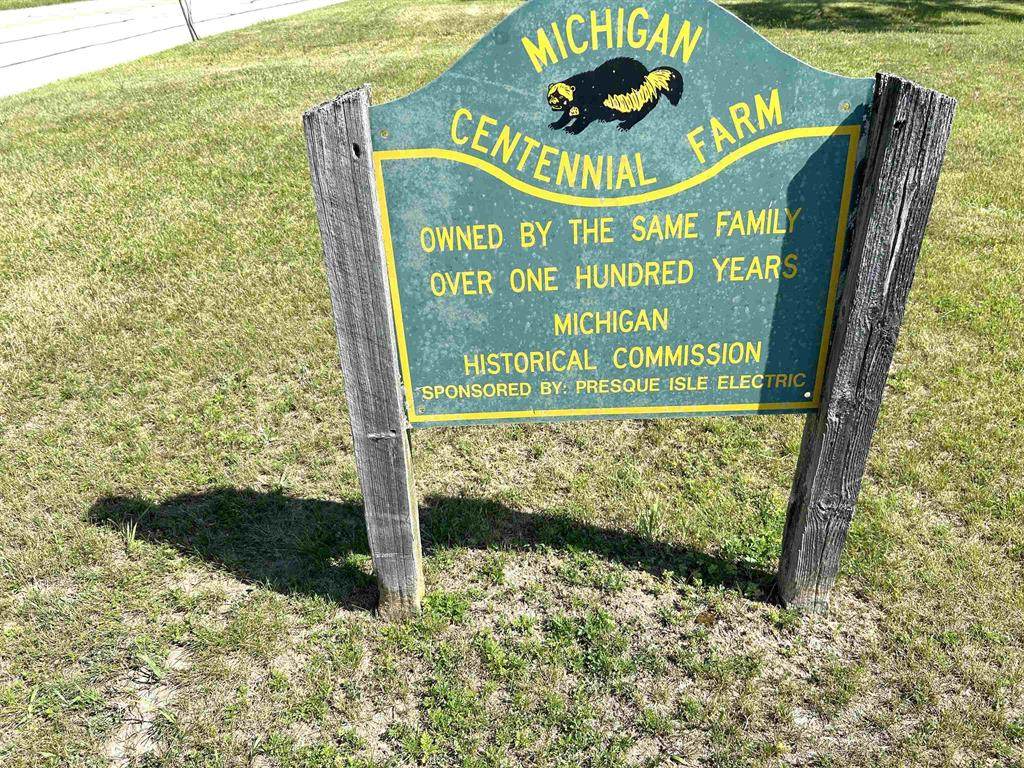 MICHIGAN
CENTENNIAL FARM
OWNED BY THE SAME FAMILY
OVER ONE HUNDRED YEARS
MICHIGAN
HISTORICAL COMMISSION
SPONSORED BY: PRESQUE ISLE ELECTRIC